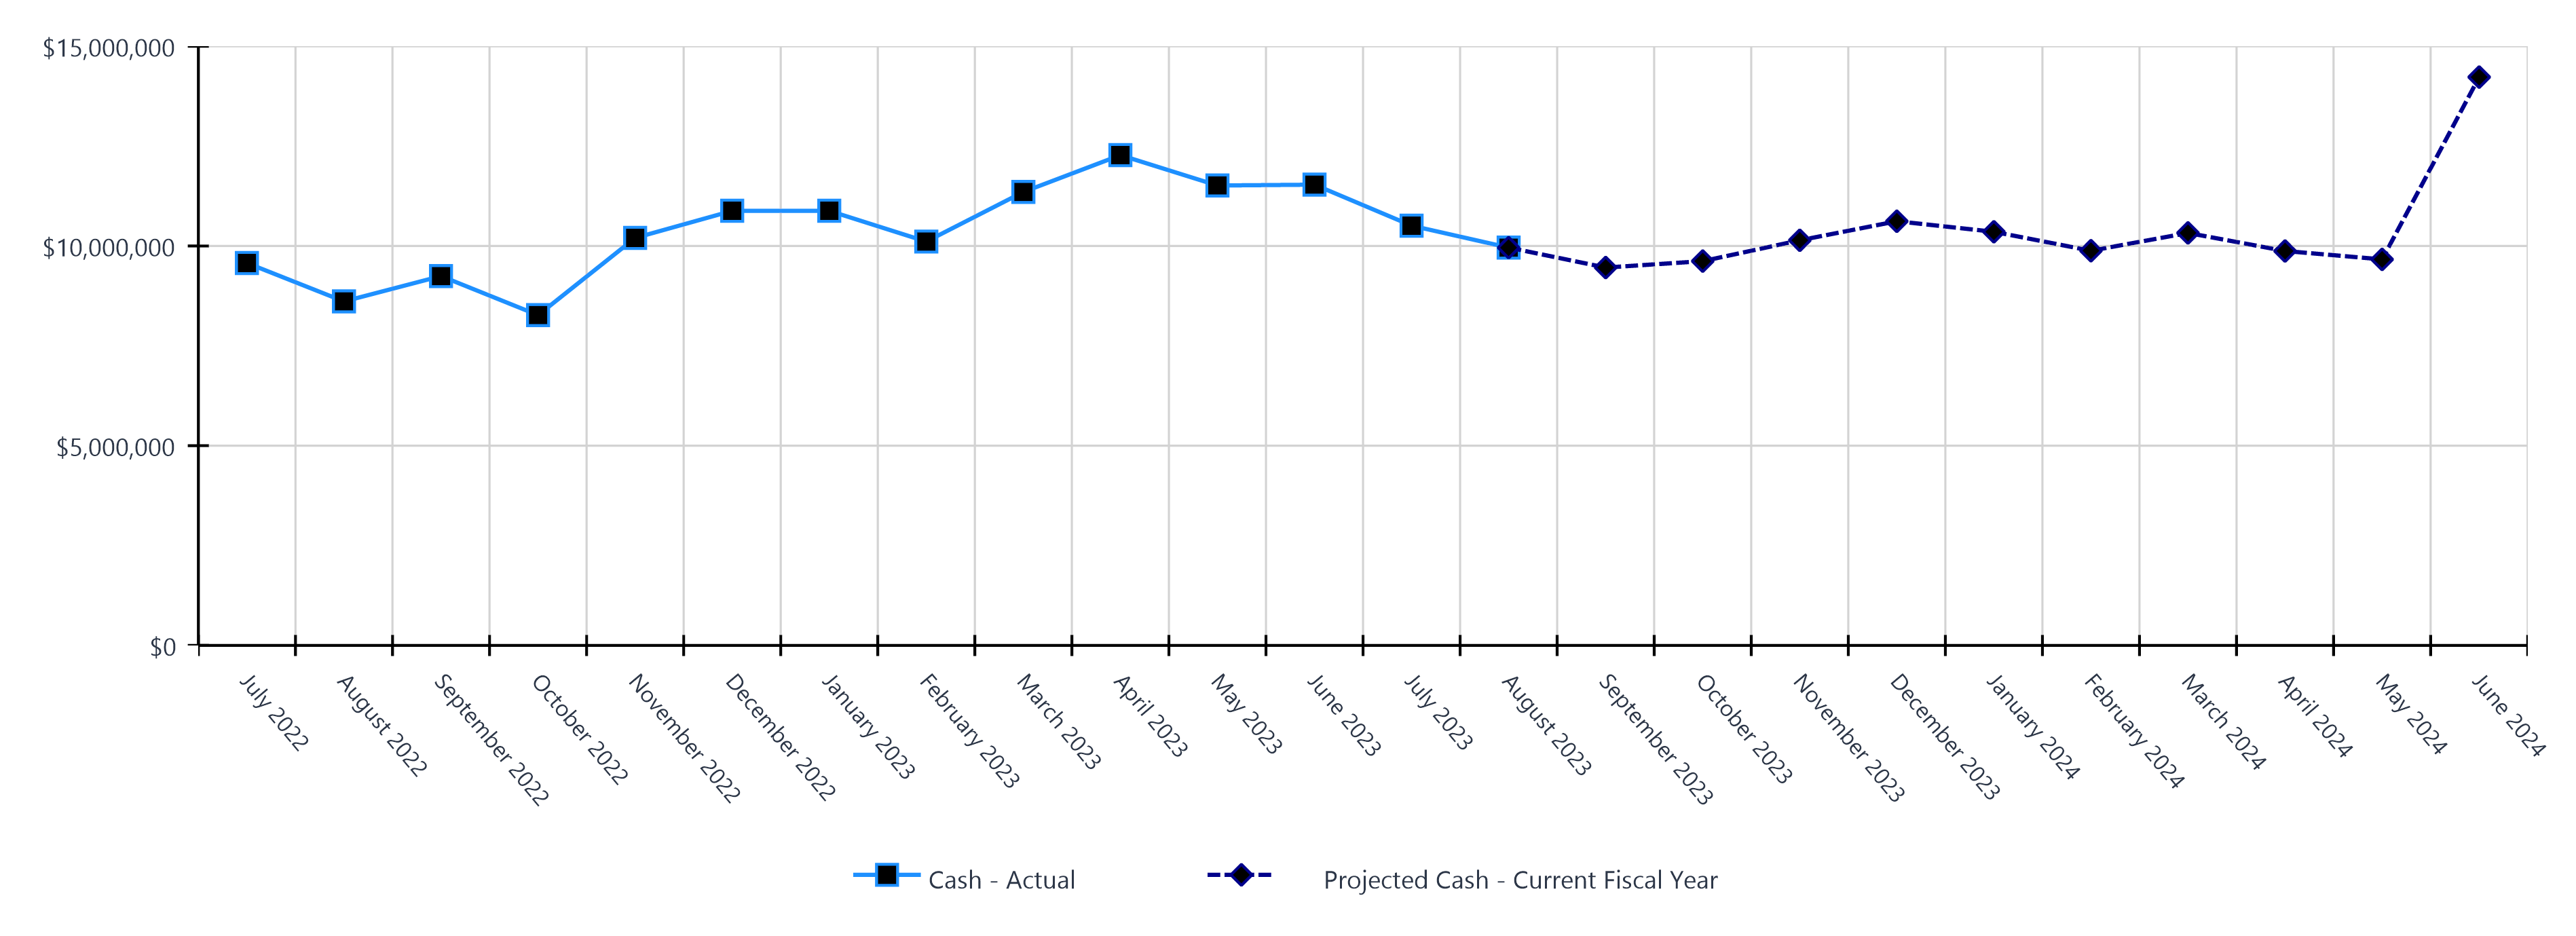 $15,000,000
$10,000,000
$5,000,000
$0
July 2022
August 2022
September 2022
October 2022
November 2022
December 2022
January 2023
February 2023
March 2023
April 2023
May 2023
June 2023
July 2023
August 2023
September 2023
October 2023
November 2023
December 2023
January 2024
February 2024
March 2024
April 2024
May 2024
June 2024
Cash - Actual
Projected Cash - Current Fiscal Year